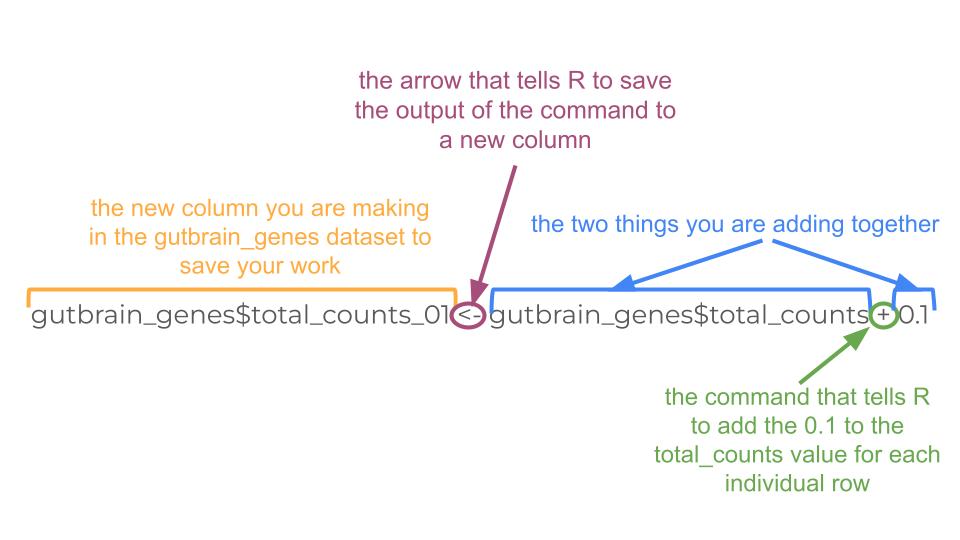 the arrow that tells R to save
the output of the command to
a new column
the new column you are making
in the gutbrain_genes dataset to
save your work
the two things you are adding together
gutbrain_genes$total_counts_01 <- gutbrain_genes$total_counts + 0.1
the command that tells R
to add the 0.1 to the
total_counts value for each
individual row